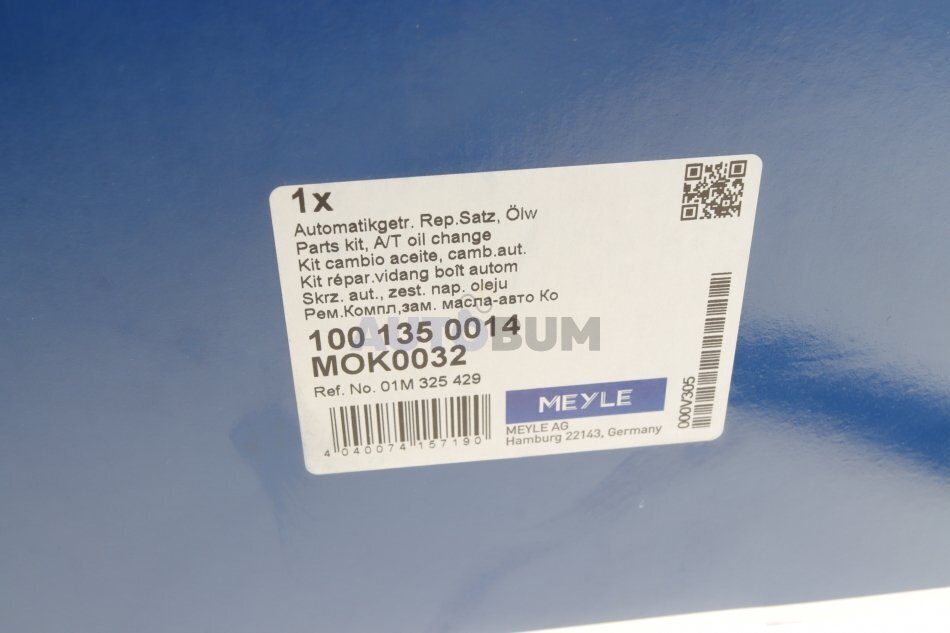 1x
Automatikgetr. Rep.Satz, Ölw
Parts kit, A/T oil change
Kit cambio aceite, camb.aut.
Kit répar.vidang boît autom
Skrz. aut., zest. nap. oleju
Рем.Компл,зам. масла-авто Ко
AUTOBUM
100 135 0014
MOK0032
Ref. No. 01M 325 429
4 040074 157190
MEYLE
MEYLE AG
Hamburg 22143, Germany
000V305